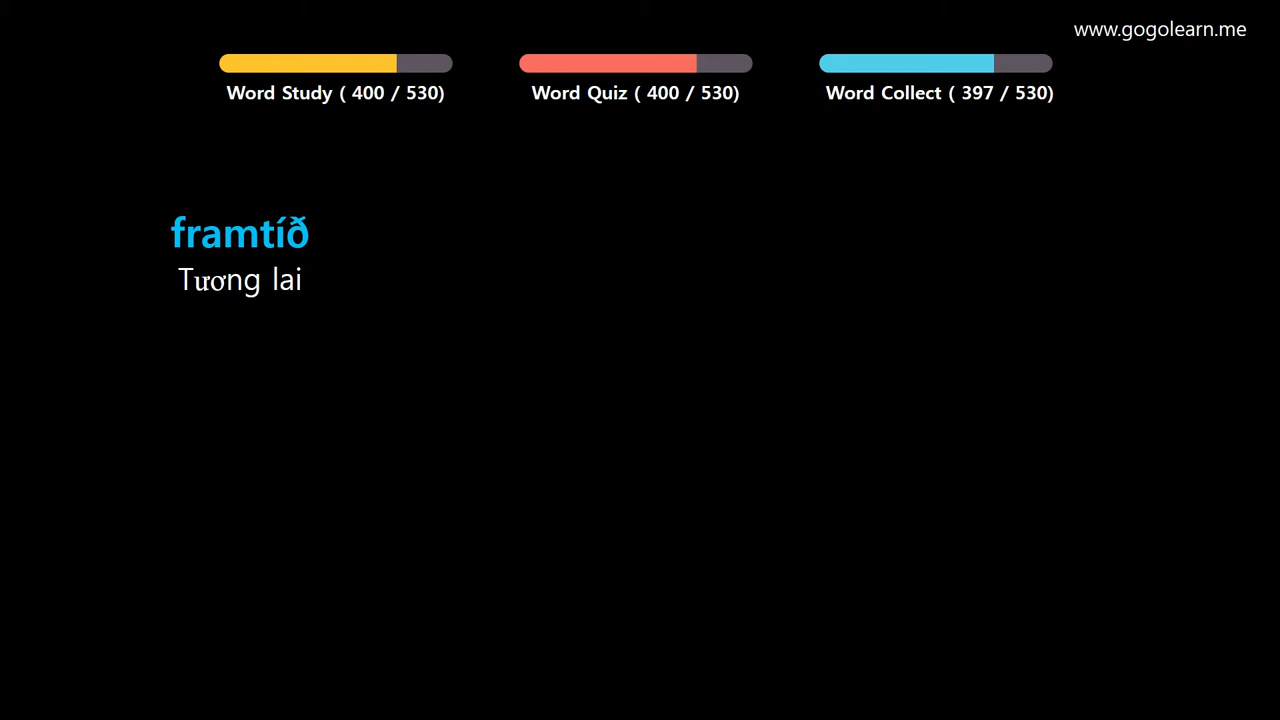 www.gogolearn.me
Word Study ( 400 / 530)
Word Quiz ( 400 / 530)
Word Collect ( 397 / 530)
framtíð
Tương lai